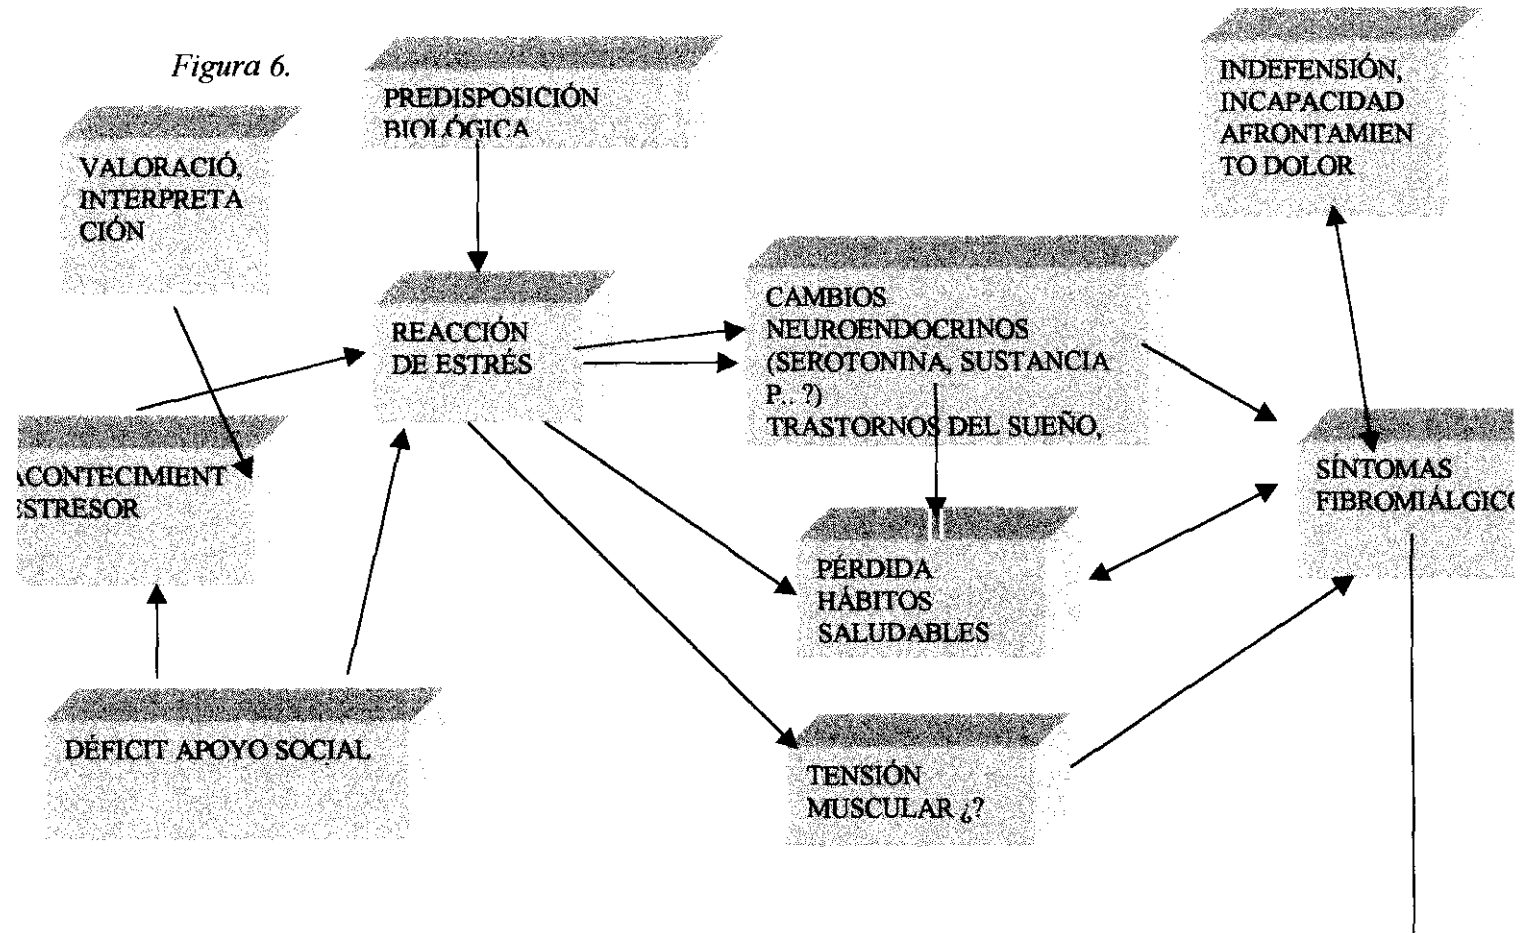 Figura 6.
PREDISPOSICIÓN
BIOLÓGICA
INDEFENSIÓN,
INCAPACIDAD
AFRONTAMIEN
TO DOLOR
VALORACIÓ,
INTERPRETA
CIÓN
REACCIÓN
DE ESTRÉS
CAMBIOS
NEUROENDOCRINOS
(SEROTONINA, SUSTANCIA
P.. ?)
TRASTORNOS DEL SUEÑO,
ACONTECIMIENT
ESTRESOR
SÍNTOMAS
FIBROMIÁLGICO
PÉRDIDA
HÁBITOS
SALUDABLES
DÉFICIT APOYO SOCIAL
TENSIÓN
MUSCULAR ¿?